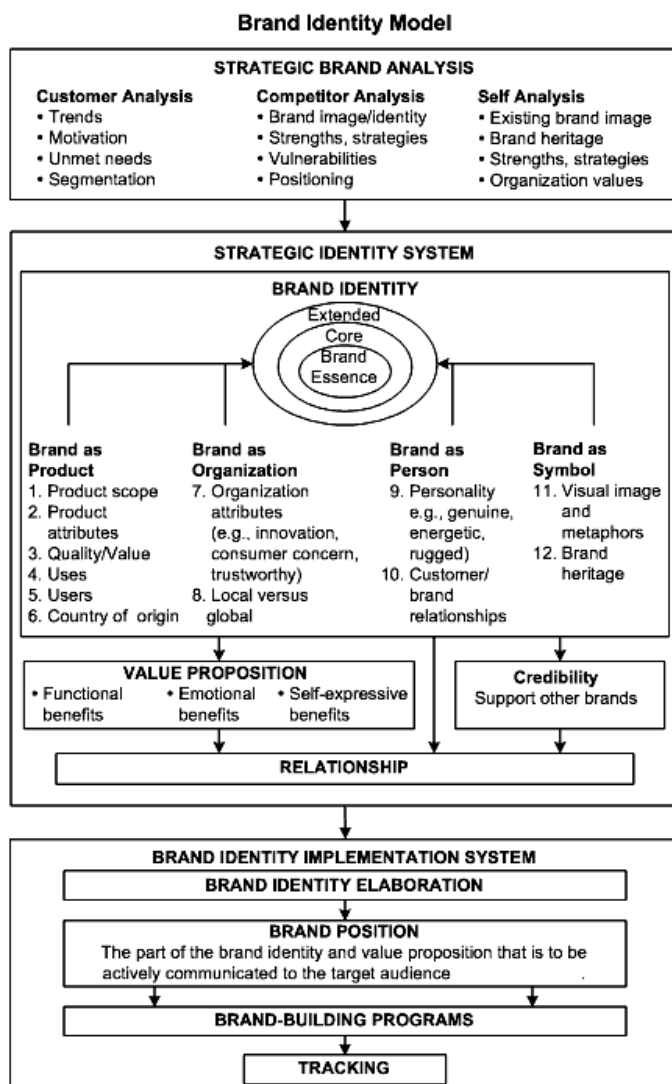 Brand Identity Model
STRATEGIC BRAND ANALYSIS
Customer Analysis
• Trends
• Motivation
• Unmet needs
• Segmentation
Competitor Analysis
• Brand image/identity
• Strengths, strategies
• Vulnerabilities
• Positioning
Self Analysis
• Existing brand image
• Brand heritage
• Strengths, strategies
• Organization values
STRATEGIC IDENTITY SYSTEM
BRAND IDENTITY
Extended
Core
Brand
Essence
Brand as
Product
1. Product scope
2. Product
attributes
3. Quality/Value
4. Uses
5. Users
6. Country of origin
Brand as
Organization
7. Organization
attributes
(e.g., innovation,
consumer concern,
trustworthy)
8. Local versus
global
Brand as
Person
9. Personality
e.g., genuine,
energetic,
rugged)
10. Customer/
brand
relationships
Brand as
Symbol
11. Visual image
and
metaphors
12. Brand
heritage
VALUE PROPOSITION
• Functional
benefits
• Emotional
benefits
• Self-expressive
benefits
Credibility
Support other brands
RELATIONSHIP
BRAND IDENTITY IMPLEMENTATION SYSTEM
BRAND IDENTITY ELABORATION
BRAND POSITION
The part of the brand identity and value proposition that is to be
actively communicated to the target audience .
BRAND-BUILDING PROGRAMS
TRACKING